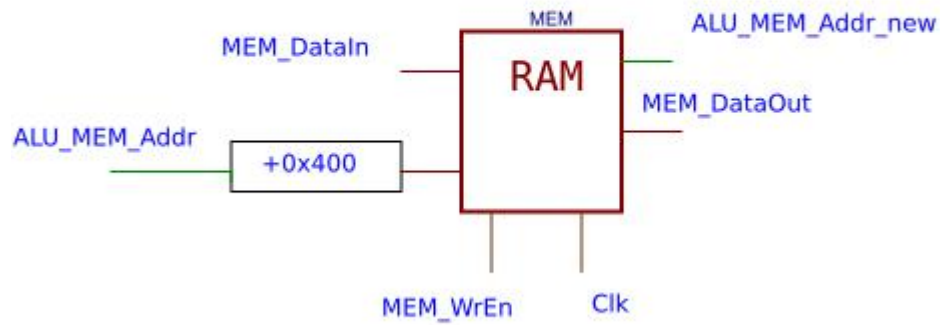 MEM
ALU_MEM_Addr_new
MEM_DataIn
RAM
MEM_DataOut
ALU_MEM_Addr
+0x400
MEM_WrEn
Clk